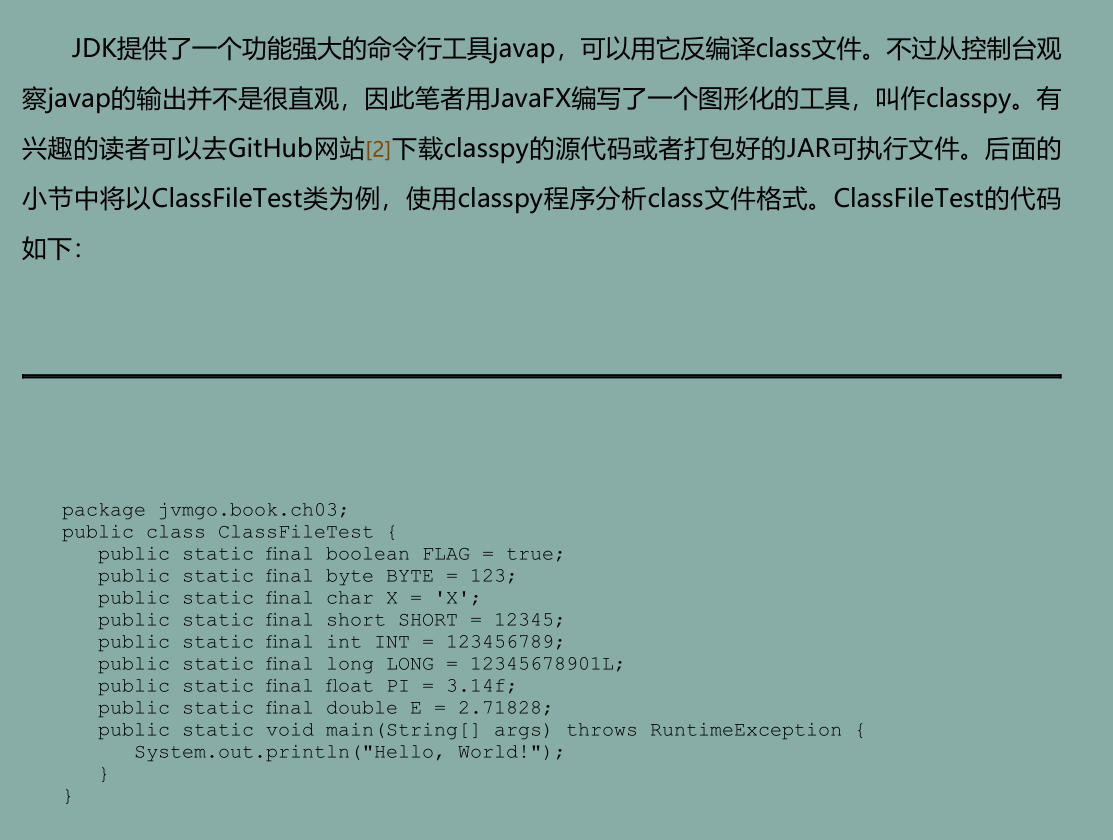 JDK提供了一个功能强大的命令行工具javap，可以用它反编译class文件。不过从控制台观
察javap的输出并不是很直观，因此笔者用JavaFX编写了一个图形化的工具，叫作classpy。有
兴趣的读者可以去GitHub网站[2]下载classpy的源代码或者打包好的JAR可执行文件。后面的
小节中将以ClassFileTest类为例，使用classpy程序分析class文件格式。ClassFileTest的代码
如下：
package jvmgo.book.ch03;
public class ClassFileTest {
public static final boolean FLAG = true;
public static final byte BYTE = 123;
public static final char X = 'X';
public static final short SHORT = 12345;
public static final int INT = 123456789;
public static final long LONG = 12345678901L;
public static final float PI = 3.14f;
public static final double E = 2.71828;
public static void main(String[] args) throws RuntimeException {
System.out.println("Hello, World!");
}
}